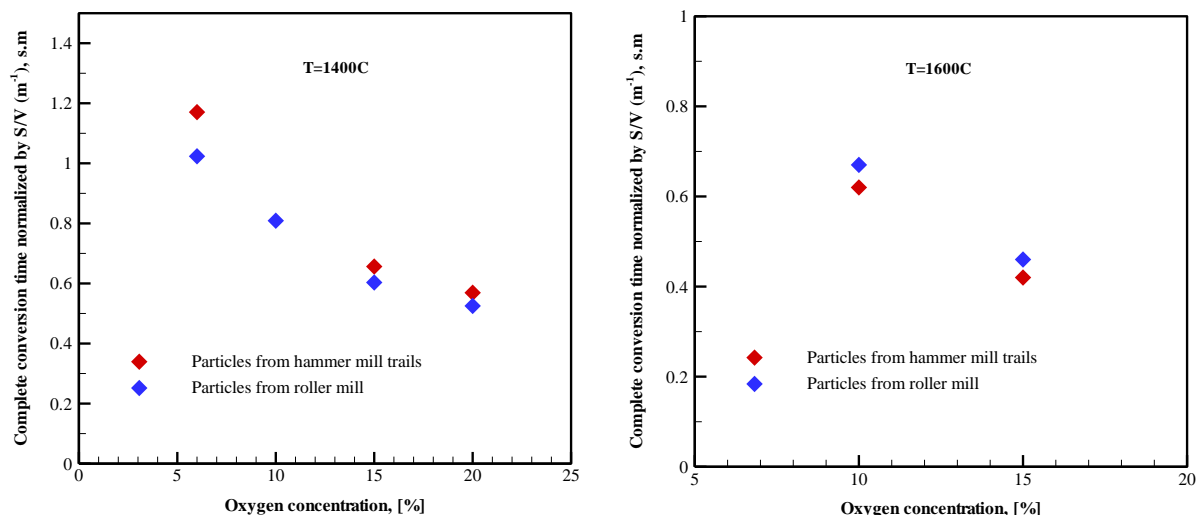 Complete conversion time normalized by S/V (m⁻¹), s.m
1.4
1.2
1
0.8
0.6
0.4
0.2
0
T=1400C
Particles from hammer mill trails
Particles from roller mill
0 5 10 15 20 25
Oxygen concentration, [%]
Complete conversion time normalized by S/V (m⁻¹), s.m
1
0.8
0.6
0.4
0.2
0
T=1600C
Particles from hammer mill trails
Particles from roller mill
5 10 15 20
Oxygen concentration, [%]